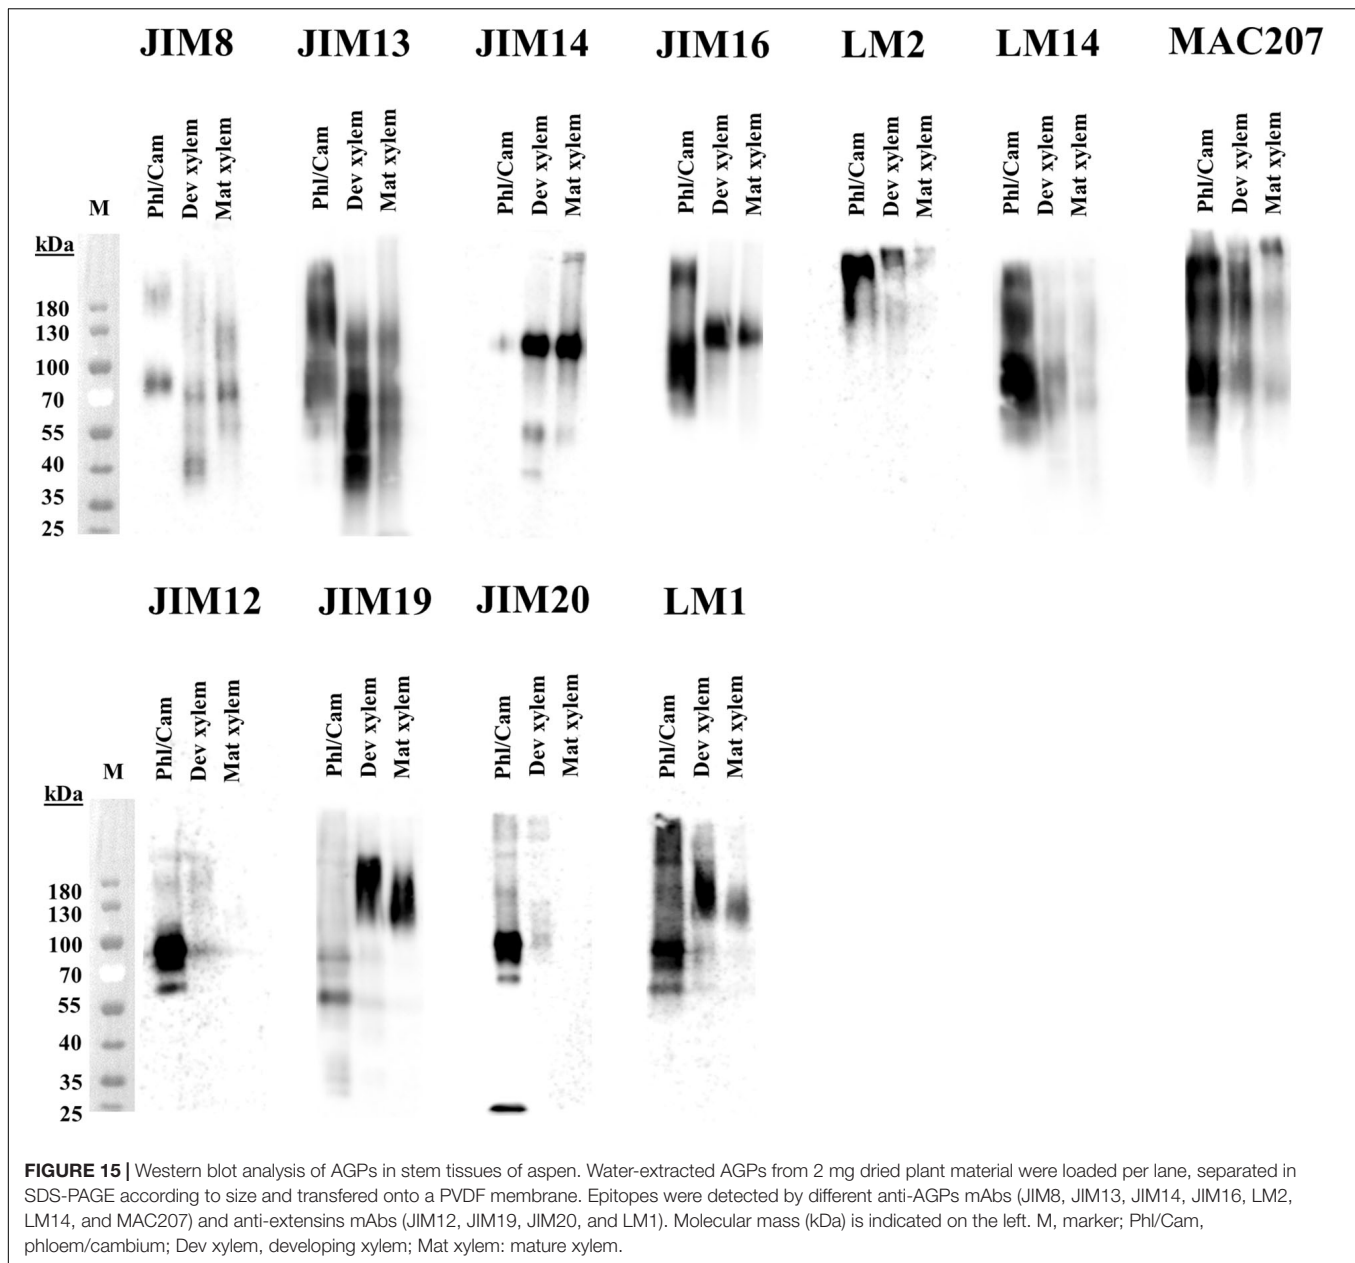 JIM8 JIM13 JIM14 JIM16 LM2 LM14 MAC207
Phl/Cam Dev xylem Mat xylem Phl/Cam Dev xylem Mat xylem Phl/Cam Dev xylem Mat xylem Phl/Cam Dev xylem Mat xylem Phl/Cam Dev xylem Mat xylem Phl/Cam Dev xylem Mat xylem Phl/Cam Dev xylem Mat xylem
M
kDa
180
130
100
70
55
40
35
25
JIM12 JIM19 JIM20 LM1
Phl/Cam Dev xylem Mat xylem Phl/Cam Dev xylem Mat xylem Phl/Cam Dev xylem Mat xylem Phl/Cam Dev xylem Mat xylem
M
kDa
180
130
100
70
55
40
35
25
FIGURE 15 | Western blot analysis of AGPs in stem tissues of aspen. Water-extracted AGPs from 2 mg dried plant material were loaded per lane, separated in
SDS-PAGE according to size and transfered onto a PVDF membrane. Epitopes were detected by different anti-AGPs mAbs (JIM8, JIM13, JIM14, JIM16, LM2,
LM14, and MAC207) and anti-extensins mAbs (JIM12, JIM19, JIM20, and LM1). Molecular mass (kDa) is indicated on the left. M, marker; Phl/Cam,
phloem/cambium; Dev xylem, developing xylem; Mat xylem: mature xylem.